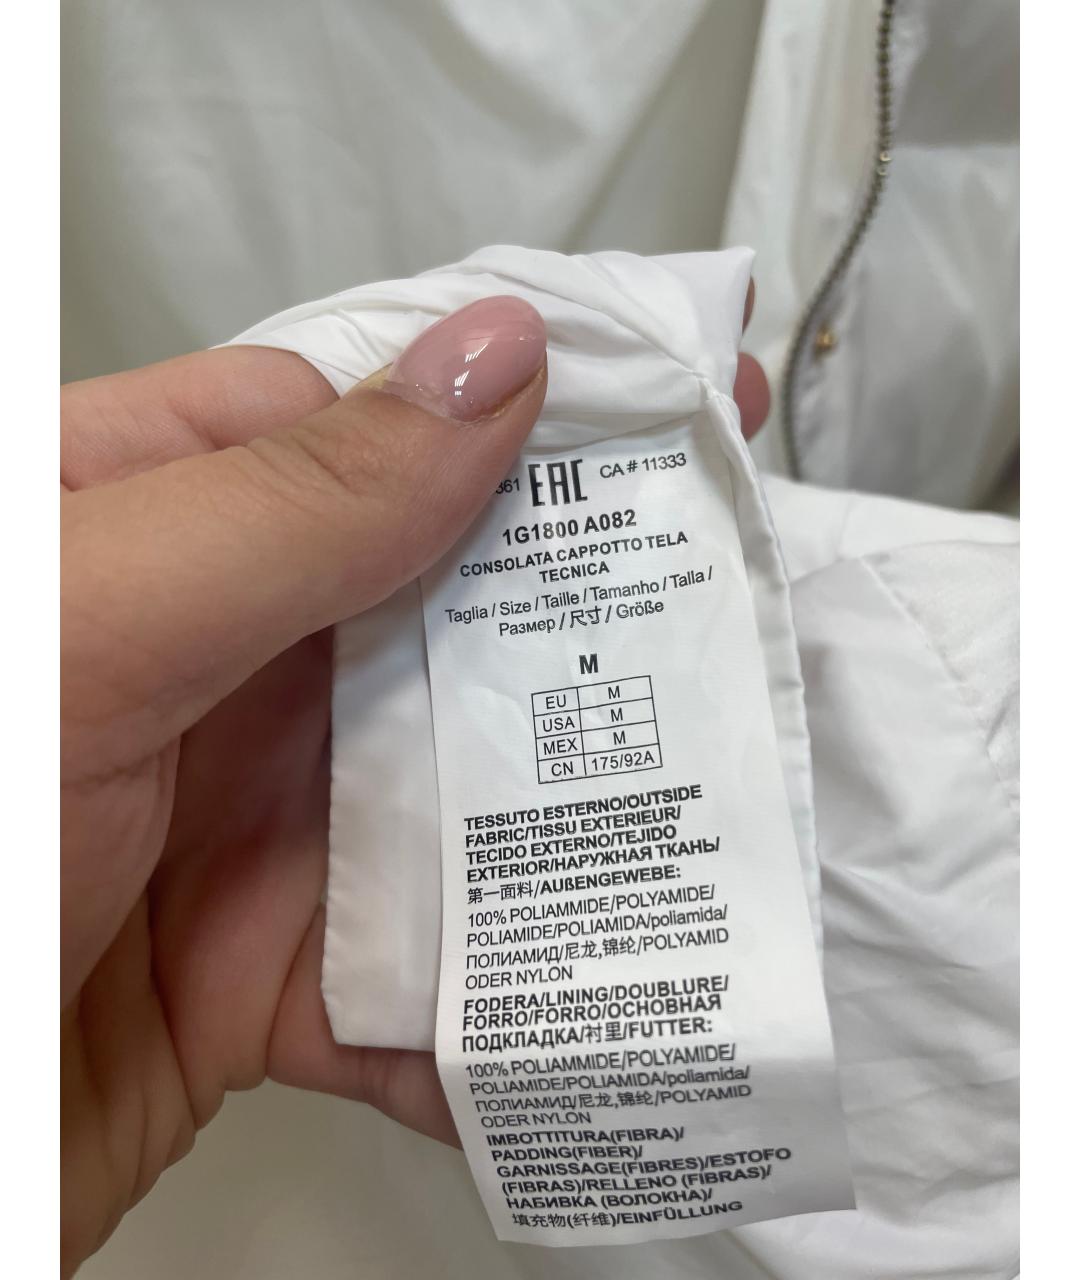 361 EAC CA # 11333
1G1800 A082
CONSOLATA CAPPOTTO TELA
TECNICA
Taglia / Size / Taille / Tamanho / Talla /
Размер / 尺寸 / Größe
M
EU M
USA M
MEX M
CN 175/92A
TESSUTO ESTERNO/OUTSIDE
FABRIC/TISSU EXTERIEUR/
TECIDO EXTERNO/TEJIDO
EXTERIOR/НАРУЖНАЯ ТКАНЬ/
第一面料/AUßENGEWEBE:
100% POLIAMMIDE/POLYAMIDE/
POLIAMIDE/POLIAMIDA/poliamida/
ПОЛИАМИД/尼龙,锦纶/POLYAMID
ODER NYLON
FODERA/LINING/DOUBLURE/
FORRO/FORRO/ОСНОВНАЯ
ПОДКЛАДКА/衬里/FUTTER:
100% POLIAMMIDE/POLYAMIDE/
POLIAMIDE/POLIAMIDA/poliamida/
ПОЛИАМИД/尼龙,锦纶/POLYAMID
ODER NYLON
IMBOTTITURA(FIBRA)/
PADDING(FIBER)/
GARNISSAGE(FIBRES)/ESTOFO
(FIBRAS)/RELLENO (FIBRAS)/
НАБИВКА (ВОЛОКНА)/
填充物(纤维)/EINFÜLLUNG